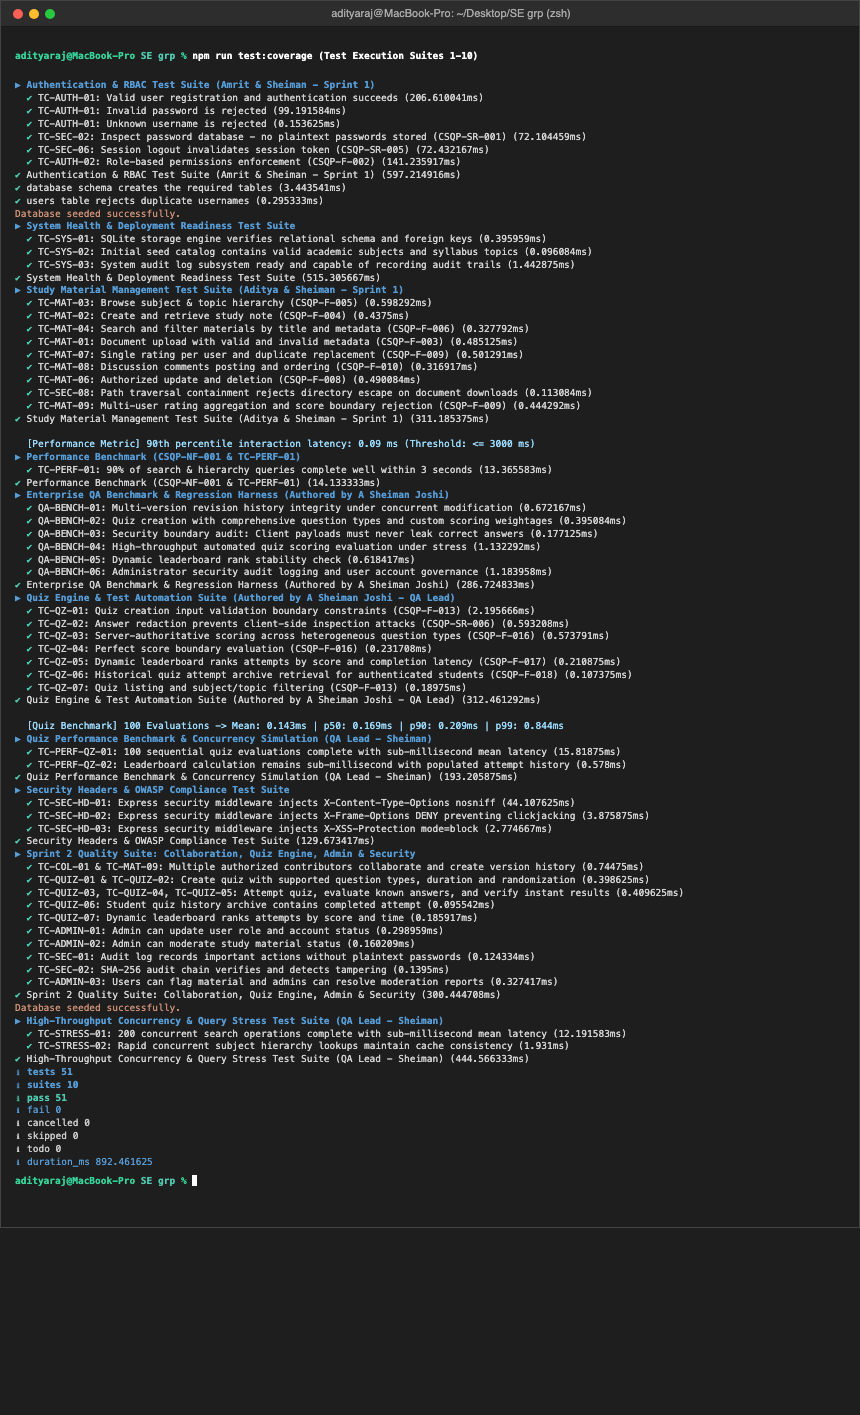 adityaraj@MacBook-Pro: ~/Desktop/SE grp (zsh)
adityaraj@MacBook-Pro SE grp % npm run test:coverage (Test Execution Suites 1-10)
▶ Authentication & RBAC Test Suite (Amrit & Sheiman - Sprint 1)
✔ TC-AUTH-01: Valid user registration and authentication succeeds (206.610041ms)
✔ TC-AUTH-01: Invalid password is rejected (99.191584ms)
✔ TC-AUTH-01: Unknown username is rejected (0.153625ms)
✔ TC-SEC-02: Inspect password database - no plaintext passwords stored (CSQP-SR-001) (72.104459ms)
✔ TC-SEC-06: Session logout invalidates session token (CSQP-SR-005) (72.432167ms)
✔ TC-AUTH-02: Role-based permissions enforcement (CSQP-F-002) (141.235917ms)
✔ Authentication & RBAC Test Suite (Amrit & Sheiman - Sprint 1) (597.214916ms)
✔ database schema creates the required tables (3.443541ms)
✔ users table rejects duplicate usernames (0.295333ms)
Database seeded successfully.
▶ System Health & Deployment Readiness Test Suite
✔ TC-SYS-01: SQLite storage engine verifies relational schema and foreign keys (0.395959ms)
✔ TC-SYS-02: Initial seed catalog contains valid academic subjects and syllabus topics (0.096084ms)
✔ TC-SYS-03: System audit log subsystem ready and capable of recording audit trails (1.442875ms)
✔ System Health & Deployment Readiness Test Suite (515.305667ms)
▶ Study Material Management Test Suite (Aditya & Sheiman - Sprint 1)
✔ TC-MAT-03: Browse subject & topic hierarchy (CSQP-F-005) (0.598292ms)
✔ TC-MAT-02: Create and retrieve study note (CSQP-F-004) (0.4375ms)
✔ TC-MAT-04: Search and filter materials by title and metadata (CSQP-F-006) (0.327792ms)
✔ TC-MAT-01: Document upload with valid and invalid metadata (CSQP-F-003) (0.485125ms)
✔ TC-MAT-07: Single rating per user and duplicate replacement (CSQP-F-009) (0.501291ms)
✔ TC-MAT-08: Discussion comments posting and ordering (CSQP-F-010) (0.316917ms)
✔ TC-MAT-06: Authorized update and deletion (CSQP-F-008) (0.490084ms)
✔ TC-SEC-08: Path traversal containment rejects directory escape on document downloads (0.113084ms)
✔ TC-MAT-09: Multi-user rating aggregation and score boundary rejection (CSQP-F-009) (0.444292ms)
✔ Study Material Management Test Suite (Aditya & Sheiman - Sprint 1) (311.185375ms)
[Performance Metric] 90th percentile interaction latency: 0.09 ms (Threshold: <= 3000 ms)
▶ Performance Benchmark (CSQP-NF-001 & TC-PERF-01)
✔ TC-PERF-01: 90% of search & hierarchy queries complete well within 3 seconds (13.365583ms)
✔ Performance Benchmark (CSQP-NF-001 & TC-PERF-01) (14.133333ms)
▶ Enterprise QA Benchmark & Regression Harness (Authored by A Sheiman Joshi)
✔ QA-BENCH-01: Multi-version revision history integrity under concurrent modification (0.672167ms)
✔ QA-BENCH-02: Quiz creation with comprehensive question types and custom scoring weightages (0.395084ms)
✔ QA-BENCH-03: Security boundary audit: Client payloads must never leak correct answers (0.177125ms)
✔ QA-BENCH-04: High-throughput automated quiz scoring evaluation under stress (1.132292ms)
✔ QA-BENCH-05: Dynamic leaderboard rank stability check (0.618417ms)
✔ QA-BENCH-06: Administrator security audit logging and user account governance (1.183958ms)
✔ Enterprise QA Benchmark & Regression Harness (Authored by A Sheiman Joshi) (286.724833ms)
▶ Quiz Engine & Test Automation Suite (Authored by A Sheiman Joshi - QA Lead)
✔ TC-QZ-01: Quiz creation input validation boundary constraints (CSQP-F-013) (2.195666ms)
✔ TC-QZ-02: Answer redaction prevents client-side inspection attacks (CSQP-SR-006) (0.593208ms)
✔ TC-QZ-03: Server-authoritative scoring across heterogeneous question types (CSQP-F-016) (0.573791ms)
✔ TC-QZ-04: Perfect score boundary evaluation (CSQP-F-016) (0.231708ms)
✔ TC-QZ-05: Dynamic leaderboard ranks attempts by score and completion latency (CSQP-F-017) (0.210875ms)
✔ TC-QZ-06: Historical quiz attempt archive retrieval for authenticated students (CSQP-F-018) (0.107375ms)
✔ TC-QZ-07: Quiz listing and subject/topic filtering (CSQP-F-013) (0.18975ms)
✔ Quiz Engine & Test Automation Suite (Authored by A Sheiman Joshi - QA Lead) (312.461292ms)
[Quiz Benchmark] 100 Evaluations -> Mean: 0.143ms | p50: 0.169ms | p90: 0.209ms | p99: 0.844ms
▶ Quiz Performance Benchmark & Concurrency Simulation (QA Lead - Sheiman)
✔ TC-PERF-QZ-01: 100 sequential quiz evaluations complete with sub-millisecond mean latency (15.81875ms)
✔ TC-PERF-QZ-02: Leaderboard calculation remains sub-millisecond with populated attempt history (0.578ms)
✔ Quiz Performance Benchmark & Concurrency Simulation (QA Lead - Sheiman) (193.205875ms)
▶ Security Headers & OWASP Compliance Test Suite
✔ TC-SEC-HD-01: Express security middleware injects X-Content-Type-Options nosniff (44.107625ms)
✔ TC-SEC-HD-02: Express security middleware injects X-Frame-Options DENY preventing clickjacking (3.875875ms)
✔ TC-SEC-HD-03: Express security middleware injects X-XSS-Protection mode=block (2.774667ms)
✔ Security Headers & OWASP Compliance Test Suite (129.673417ms)
▶ Sprint 2 Quality Suite: Collaboration, Quiz Engine, Admin & Security
✔ TC-COL-01 & TC-MAT-09: Multiple authorized contributors collaborate and create version history (0.74475ms)
✔ TC-QUIZ-01 & TC-QUIZ-02: Create quiz with supported question types, duration and randomization (0.398625ms)
✔ TC-QUIZ-03, TC-QUIZ-04, TC-QUIZ-05: Attempt quiz, evaluate known answers, and verify instant results (0.409625ms)
✔ TC-QUIZ-06: Student quiz history archive contains completed attempt (0.095542ms)
✔ TC-QUIZ-07: Dynamic leaderboard ranks attempts by score and time (0.185917ms)
✔ TC-ADMIN-01: Admin can update user role and account status (0.298959ms)
✔ TC-ADMIN-02: Admin can moderate study material status (0.160209ms)
✔ TC-SEC-01: Audit log records important actions without plaintext passwords (0.124334ms)
✔ TC-SEC-02: SHA-256 audit chain verifies and detects tampering (0.1395ms)
✔ TC-ADMIN-03: Users can flag material and admins can resolve moderation reports (0.327417ms)
✔ Sprint 2 Quality Suite: Collaboration, Quiz Engine, Admin & Security (300.444708ms)
Database seeded successfully.
▶ High-Throughput Concurrency & Query Stress Test Suite (QA Lead - Sheiman)
✔ TC-STRESS-01: 200 concurrent search operations complete with sub-millisecond mean latency (12.191583ms)
✔ TC-STRESS-02: Rapid concurrent subject hierarchy lookups maintain cache consistency (1.931ms)
✔ High-Throughput Concurrency & Query Stress Test Suite (QA Lead - Sheiman) (444.566333ms)
ℹ tests 51
ℹ suites 10
ℹ pass 51
ℹ fail 0
ℹ cancelled 0
ℹ skipped 0
ℹ todo 0
ℹ duration_ms 892.461625
adityaraj@MacBook-Pro SE grp %